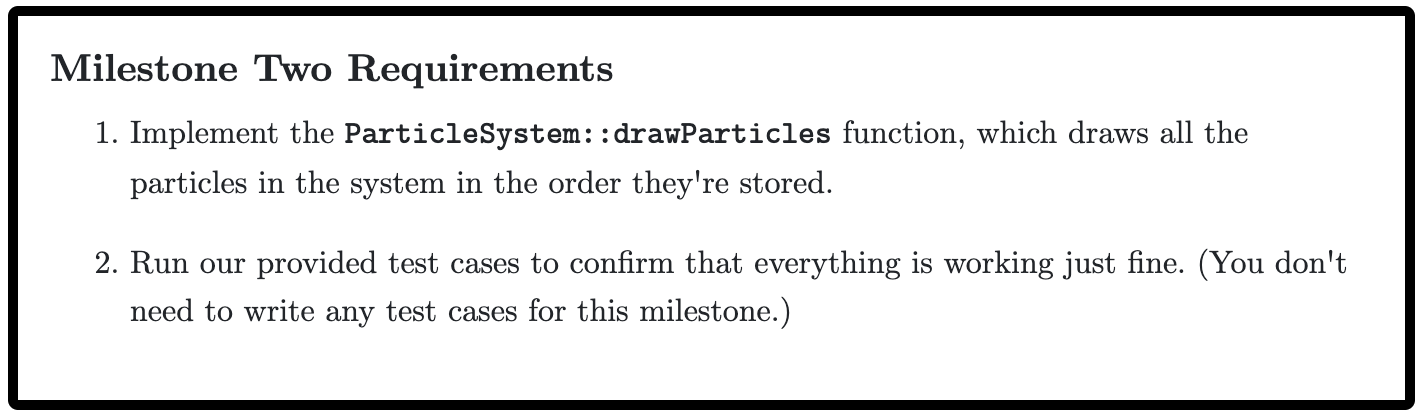 Milestone Two Requirements
1. Implement the ParticleSystem::drawParticles function, which draws all the
particles in the system in the order they're stored.
2. Run our provided test cases to confirm that everything is working just fine. (You don't
need to write any test cases for this milestone.)